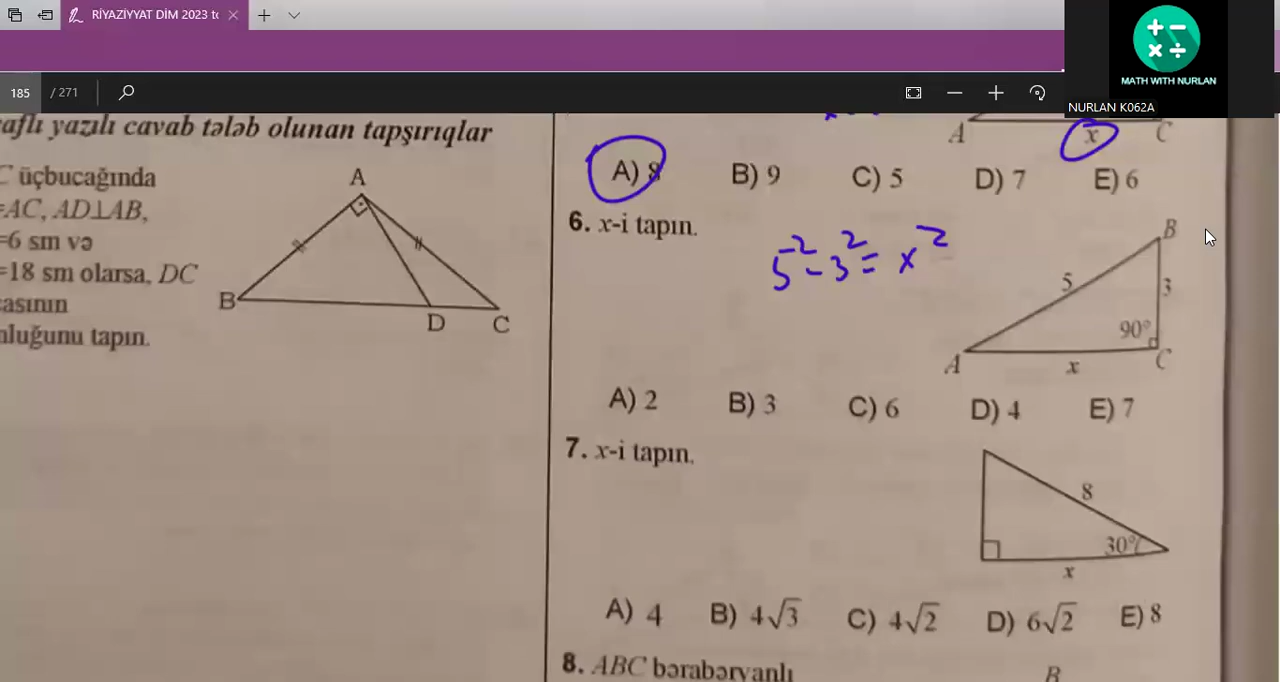 RİYAZİYYAT DİM 2023 to
MATH WITH NURLAN
185 / 271
NURLAN K062A
aflı yazılı cavab tələb olunan tapşırıqlar
C üçbucağında
=AC, AD⊥AB,
=6 sm və
=18 sm olarsa, DC
asının
luğunu tapın.
A
B
D
C
A
x
C
A) 8 B) 9 C) 5 D) 7 E) 6
6. x-i tapın.
5² - 3² = x²
B
5
3
90°
A
x
C
A) 2 B) 3 C) 6 D) 4 E) 7
7. x-i tapın.
8
30°
x
A) 4 B) 4√3 C) 4√2 D) 6√2 E) 8
8. ABC bərabəryanlı
B